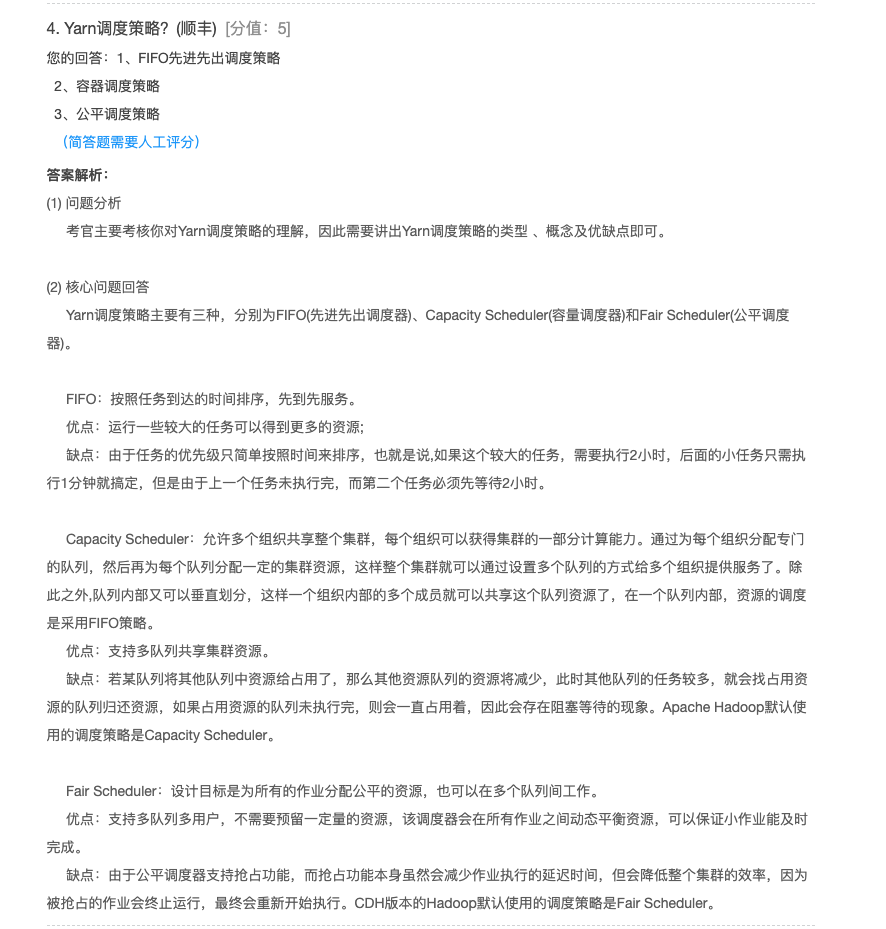 4. Yarn调度策略？(顺丰) [分值：5]
您的回答：1、FIFO先进先出调度策略
2、容器调度策略
3、公平调度策略
（简答题需要人工评分）
答案解析：
(1) 问题分析
考官主要考核你对Yarn调度策略的理解，因此需要讲出Yarn调度策略的类型 、概念及优缺点即可。
(2) 核心问题回答
Yarn调度策略主要有三种，分别为FIFO(先进先出调度器)、Capacity Scheduler(容量调度器)和Fair Scheduler(公平调度
器)。
FIFO：按照任务到达的时间排序，先到先服务。
优点：运行一些较大的任务可以得到更多的资源;
缺点：由于任务的优先级只简单按照时间来排序，也就是说,如果这个较大的任务，需要执行2小时，后面的小任务只需执
行1分钟就搞定，但是由于上一个任务未执行完，而第二个任务必须先等待2小时。
Capacity Scheduler：允许多个组织共享整个集群，每个组织可以获得集群的一部分计算能力。通过为每个组织分配专门
的队列，然后再为每个队列分配一定的集群资源，这样整个集群就可以通过设置多个队列的方式给多个组织提供服务了。除
此之外,队列内部又可以垂直划分，这样一个组织内部的多个成员就可以共享这个队列资源了，在一个队列内部，资源的调度
是采用FIFO策略。
优点：支持多队列共享集群资源。
缺点：若某队列将其他队列中资源给占用了，那么其他资源队列的资源将减少，此时其他队列的任务较多，就会找占用资
源的队列归还资源，如果占用资源的队列未执行完，则会一直占用着，因此会存在阻塞等待的现象。Apache Hadoop默认使
用的调度策略是Capacity Scheduler。
Fair Scheduler：设计目标是为所有的作业分配公平的资源，也可以在多个队列间工作。
优点：支持多队列多用户，不需要预留一定量的资源，该调度器会在所有作业之间动态平衡资源，可以保证小作业能及时
完成。
缺点：由于公平调度器支持抢占功能，而抢占功能本身虽然会减少作业执行的延迟时间，但会降低整个集群的效率，因为
被抢占的作业会终止运行，最终会重新开始执行。CDH版本的Hadoop默认使用的调度策略是Fair Scheduler。